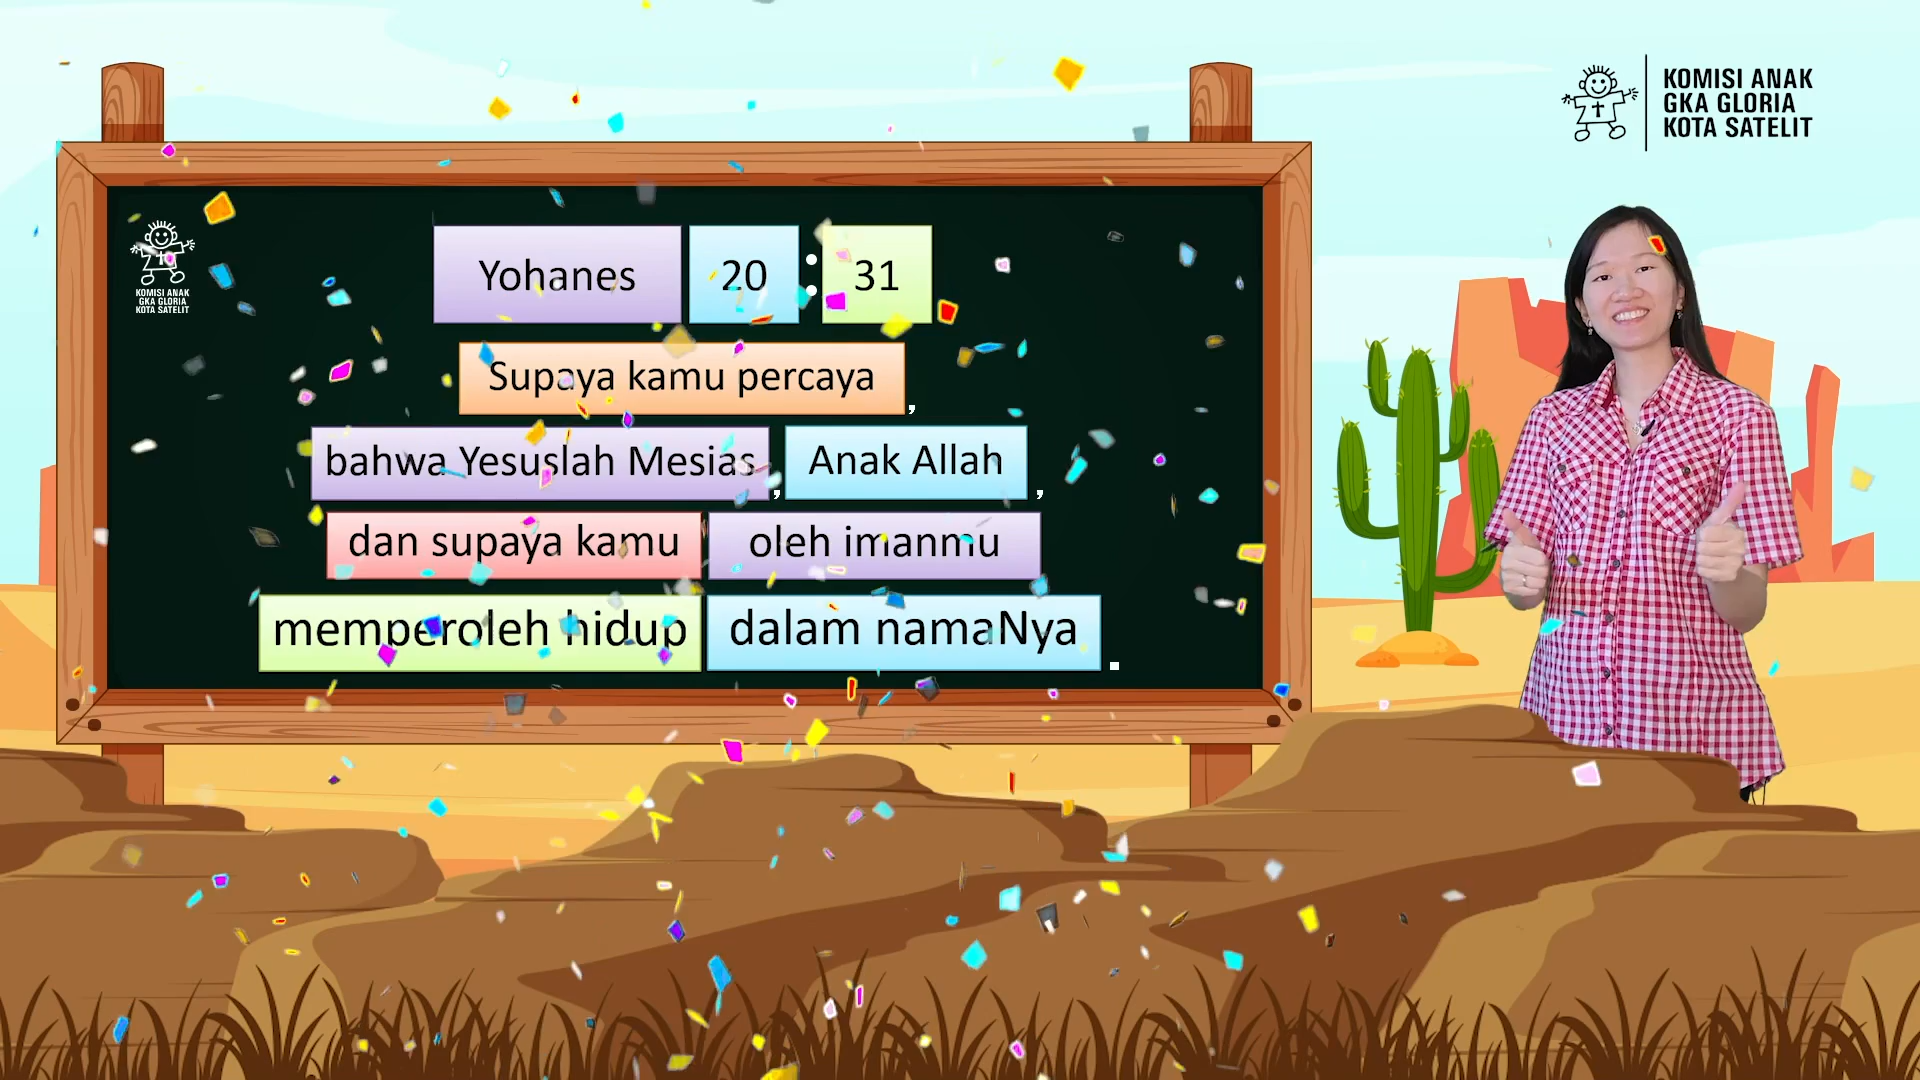 KOMISI ANAK
GKA GLORIA
KOTA SATELIT
KOMISI ANAK
GKA GLORIA
KOTA SATELIT
Yohanes 20 : 31
Supaya kamu percaya,
bahwa Yesuslah Mesias, Anak Allah,
dan supaya kamu oleh imanmu
memperoleh hidup dalam namaNya.